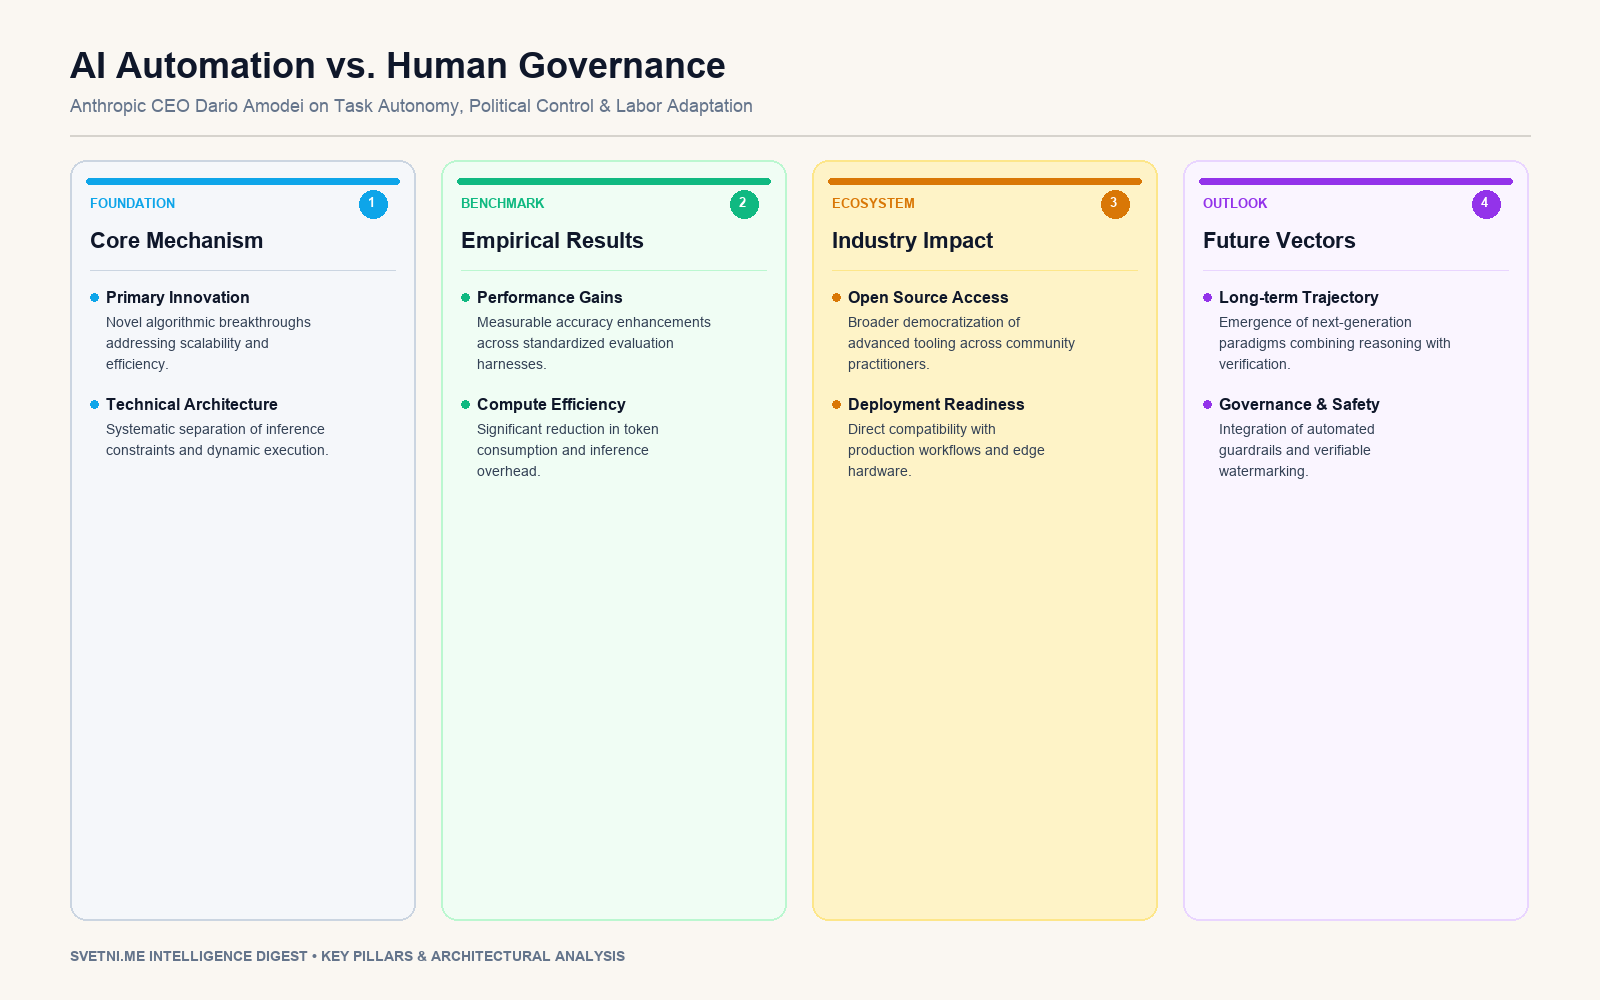 AI Automation vs. Human Governance
Anthropic CEO Dario Amodei on Task Autonomy, Political Control & Labor Adaptation
FOUNDATION
1
Core Mechanism
Primary Innovation
Novel algorithmic breakthroughs
addressing scalability and
efficiency.
Technical Architecture
Systematic separation of inference
constraints and dynamic execution.
BENCHMARK
2
Empirical Results
Performance Gains
Measurable accuracy enhancements
across standardized evaluation
harnesses.
Compute Efficiency
Significant reduction in token
consumption and inference
overhead.
ECOSYSTEM
3
Industry Impact
Open Source Access
Broader democratization of
advanced tooling across community
practitioners.
Deployment Readiness
Direct compatibility with
production workflows and edge
hardware.
OUTLOOK
4
Future Vectors
Long-term Trajectory
Emergence of next-generation
paradigms combining reasoning with
verification.
Governance & Safety
Integration of automated
guardrails and verifiable
watermarking.
SVETNI.ME INTELLIGENCE DIGEST • KEY PILLARS & ARCHITECTURAL ANALYSIS